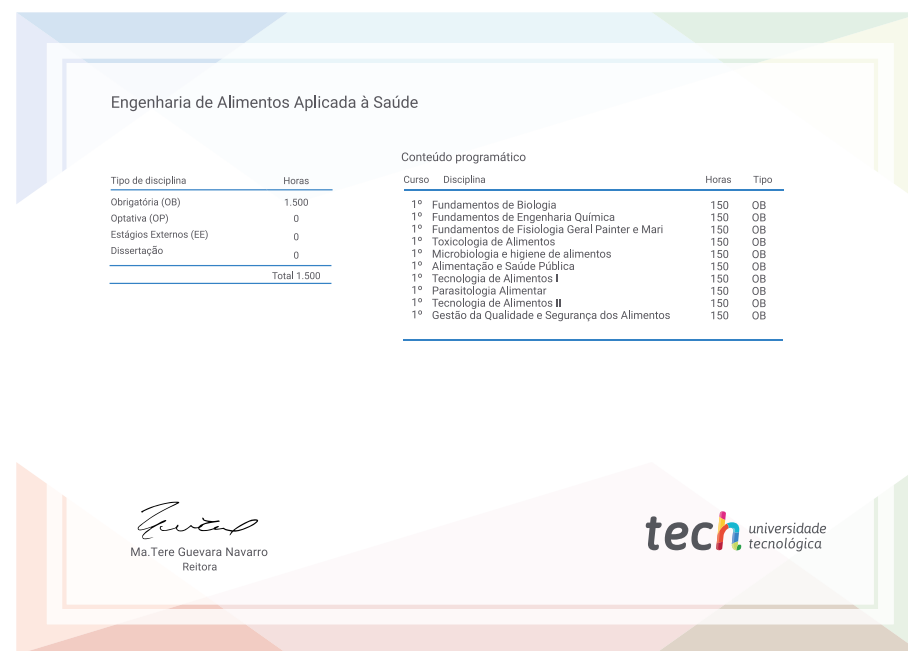 Engenharia de Alimentos Aplicada à Saúde
Tipo de disciplina Horas
Obrigatória (OB) 1.500
Optativa (OP) 0
Estágios Externos (EE) 0
Dissertação 0
Total 1.500
Conteúdo programático
Curso Disciplina Horas Tipo
1º Fundamentos de Biologia 150 OB
1º Fundamentos de Engenharia Química 150 OB
1º Fundamentos de Fisiologia Geral Painter e Mari 150 OB
1º Toxicologia de Alimentos 150 OB
1º Microbiologia e higiene de alimentos 150 OB
1º Alimentação e Saúde Pública 150 OB
1º Tecnologia de Alimentos I 150 OB
1º Parasitologia Alimentar 150 OB
1º Tecnologia de Alimentos II 150 OB
1º Gestão da Qualidade e Segurança dos Alimentos 150 OB
Ma.Tere Guevara Navarro
Reitora
tech universidade
tecnológica